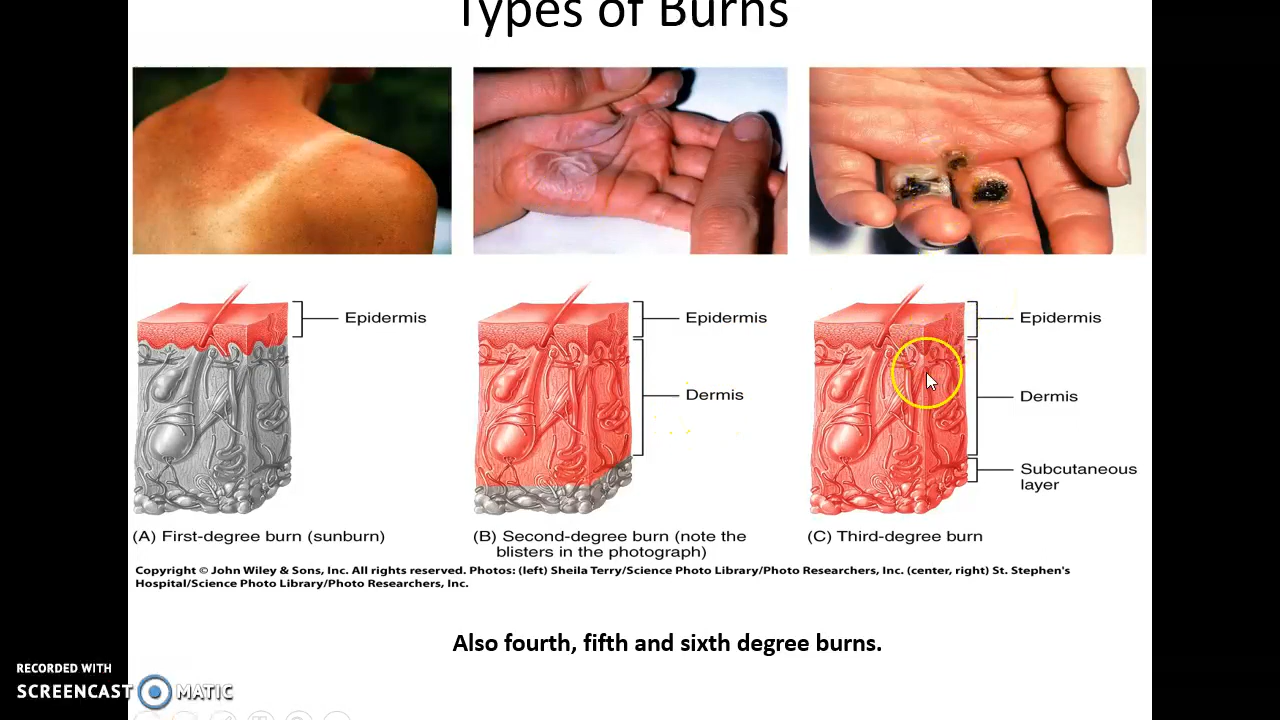 Types of Burns
Epidermis
Epidermis
Dermis
Epidermis
Dermis
Subcutaneous
layer
(A) First-degree burn (sunburn)
(B) Second-degree burn (note the
blisters in the photograph)
(C) Third-degree burn
Copyright © John Wiley & Sons, Inc. All rights reserved. Photos: (left) Sheila Terry/Science Photo Library/Photo Researchers, Inc. (center, right) St. Stephen's
Hospital/Science Photo Library/Photo Researchers, Inc.
Also fourth, fifth and sixth degree burns.
RECORDED WITH
SCREENCAST MATIC